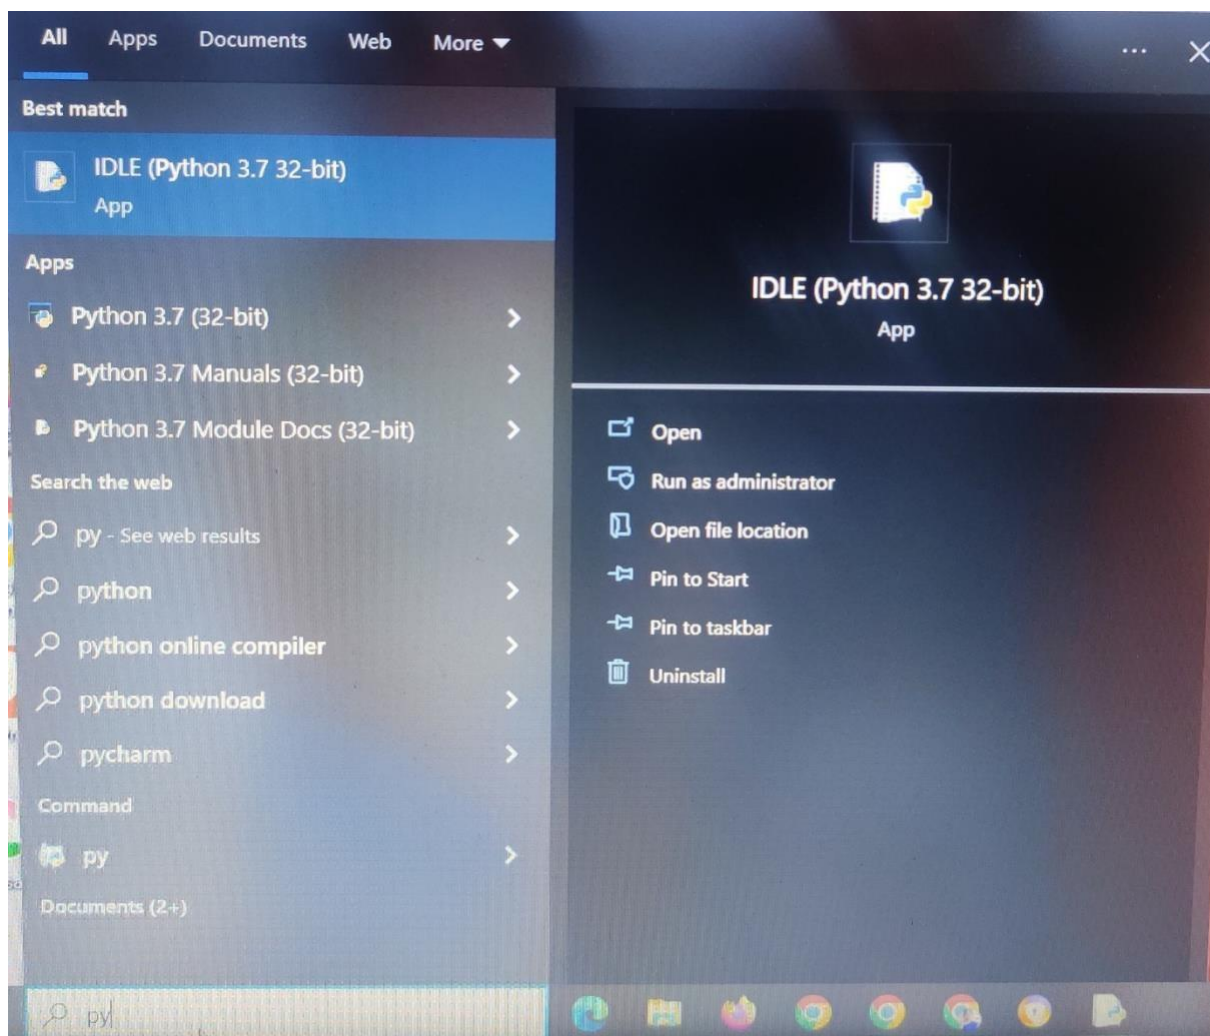 All Apps Documents Web More
Best match
IDLE (Python 3.7 32-bit)
App
Apps
Python 3.7 (32-bit)
Python 3.7 Manuals (32-bit)
Python 3.7 Module Docs (32-bit)
Search the web
py - See web results
python
python online compiler
python download
pycharm
Command
py
Documents (2+)
py
IDLE (Python 3.7 32-bit)
App
Open
Run as administrator
Open file location
Pin to Start
Pin to taskbar
Uninstall